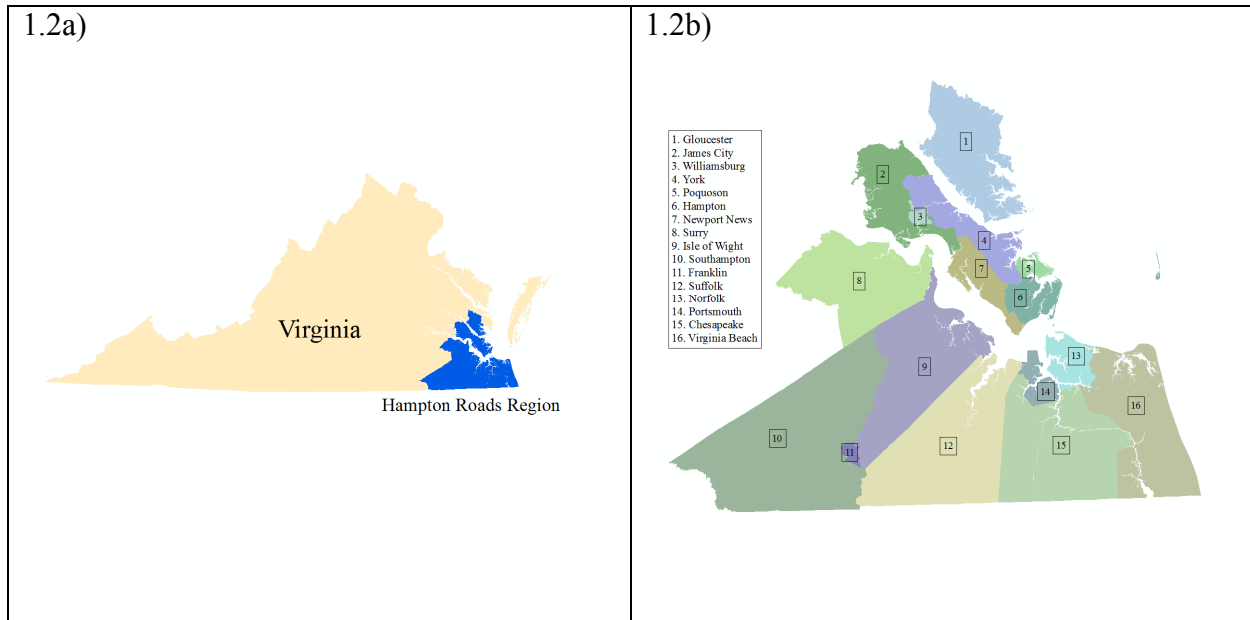 1.2a)
Virginia
Hampton Roads Region
1.2b)
1. Gloucester
2. James City
3. Williamsburg
4. York
5. Poquoson
6. Hampton
7. Newport News
8. Surry
9. Isle of Wight
10. Southampton
11. Franklin
12. Suffolk
13. Norfolk
14. Portsmouth
15. Chesapeake
16. Virginia Beach
1
2
3
4
7
5
8
6
13
9
14
16
10
11
12
15